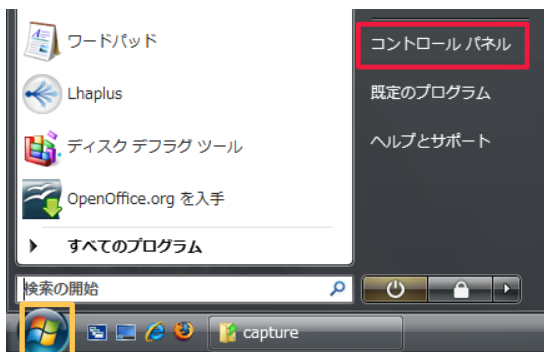 ワードパッド
Lhaplus
ディスク デフラグ ツール
OpenOffice.org を入手
すべてのプログラム
検索の開始
コントロール パネル
既定のプログラム
ヘルプとサポート
capture